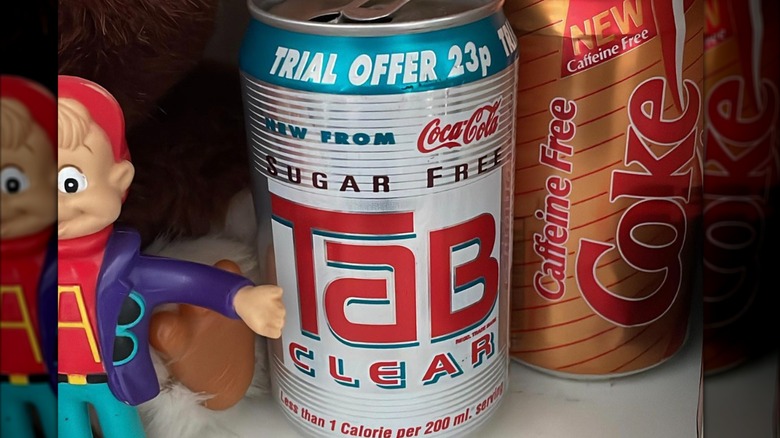 TRIAL OFFER 23p
NEW FROM Coca-Cola
SUGAR FREE
TaB
CLEAR
Less than 1 Calorie per 200 ml. serving
NEW
Caffeine Free
Caffeine Free
Coke
A
B